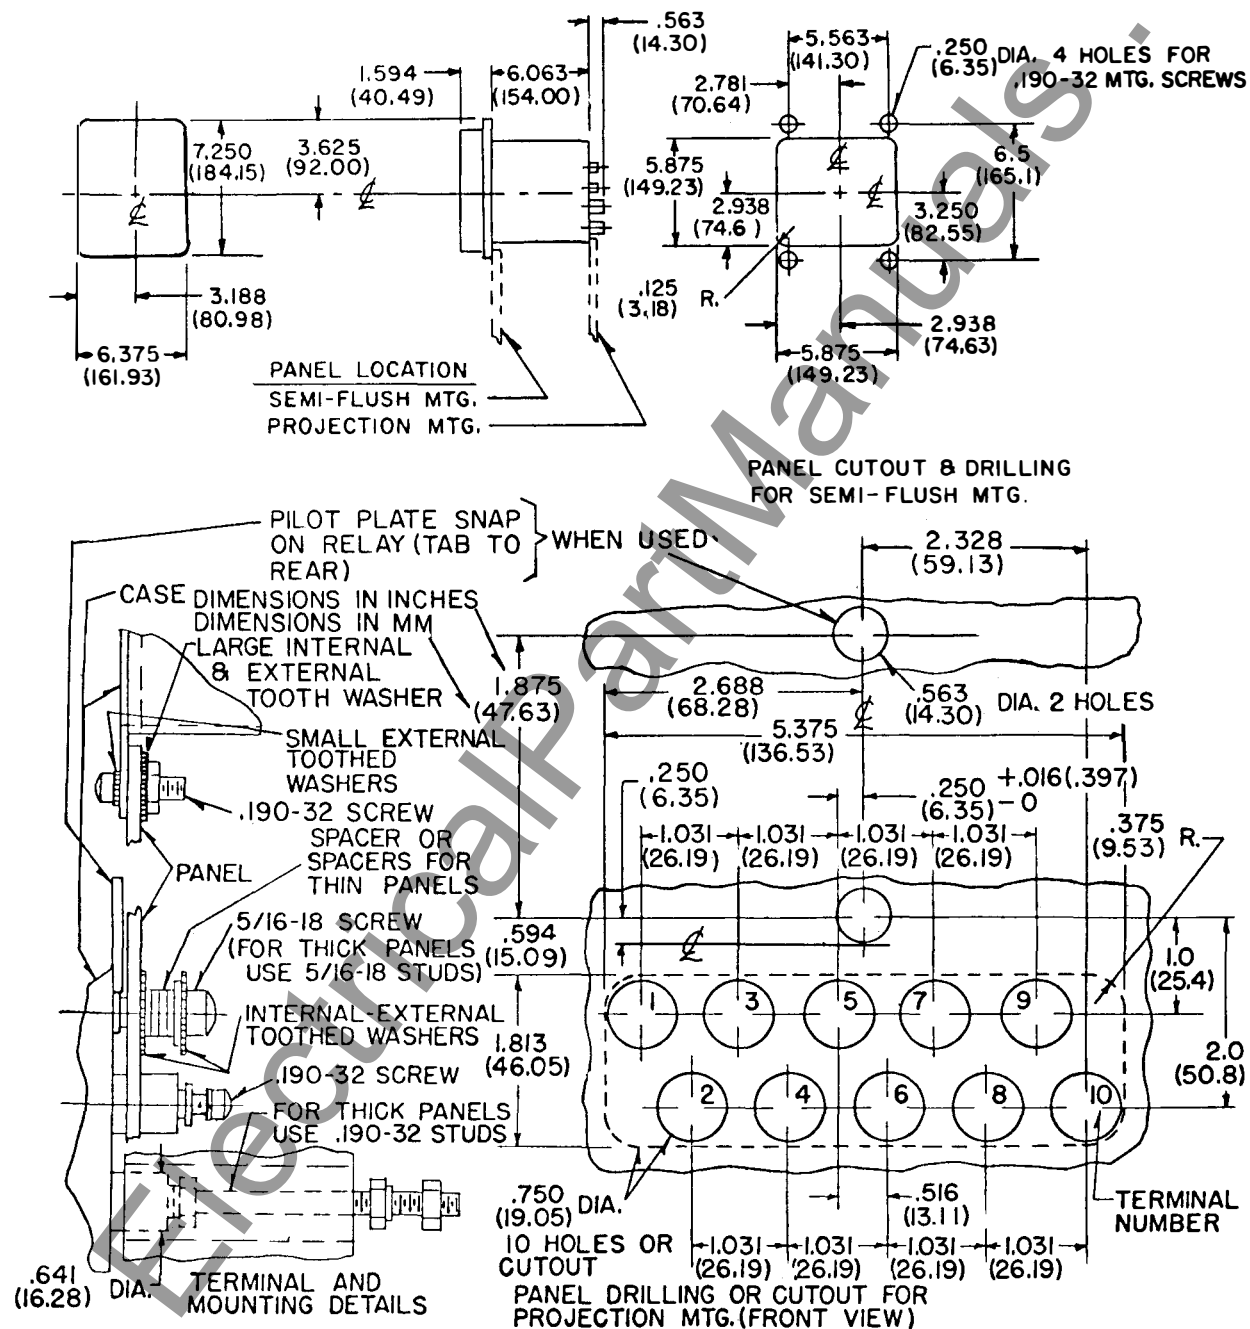 .563
(14.30)
1.594
(40.49)
6.063
(154.00)
5.563
(141.30)
.250 DIA. 4 HOLES FOR
(6.35) .190-32 MTG. SCREWS
2.781
(70.64)
7.250
(184.15)
3.625
(92.00)
5.875
(149.23)
6.5
(165.1)
2.938
(74.6)
3.250
(82.55)
3.188
(80.98)
.125 R.
(3.18)
2.938
(74.63)
6.375
(161.93)
5.875
(149.23)
PANEL LOCATION
SEMI-FLUSH MTG.
PROJECTION MTG.
PANEL CUTOUT & DRILLING
FOR SEMI-FLUSH MTG.
PILOT PLATE SNAP
ON RELAY (TAB TO
REAR)
WHEN USED
2.328
(59.13)
CASE
DIMENSIONS IN INCHES
DIMENSIONS IN MM
LARGE INTERNAL
& EXTERNAL
TOOTH WASHER
1.875
(47.63)
2.688
(68.28)
.563
(14.30) DIA. 2 HOLES
5.375
(136.53)
SMALL EXTERNAL
TOOTHED
WASHERS
.190-32 SCREW
.250
(6.35)
.250 +.016(.397)
(6.35) -0
SPACER OR
SPACERS FOR
THIN PANELS
1.031 1.031 1.031 1.031
(26.19) (26.19) (26.19) (26.19)
.375 R.
(9.53)
PANEL
5/16-18 SCREW
(FOR THICK PANELS
USE 5/16-18 STUDS)
.594
(15.09)
1.0
(25.4)
INTERNAL-EXTERNAL
TOOTHED WASHERS
1 3 5 7 9
1.813
(46.05)
2.0
(50.8)
.190-32 SCREW
2 4 6 8 10
FOR THICK PANELS
USE .190-32 STUDS
.750 DIA.
(19.05)
10 HOLES OR
CUTOUT
.516
(13.11)
TERMINAL
NUMBER
1.031 1.031 1.031 1.031
(26.19) (26.19) (26.19) (26.19)
.641 DIA.
(16.28)
TERMINAL AND
MOUNTING DETAILS
PANEL DRILLING OR CUTOUT FOR
PROJECTION MTG. (FRONT VIEW)
ElectricalPartManuals.